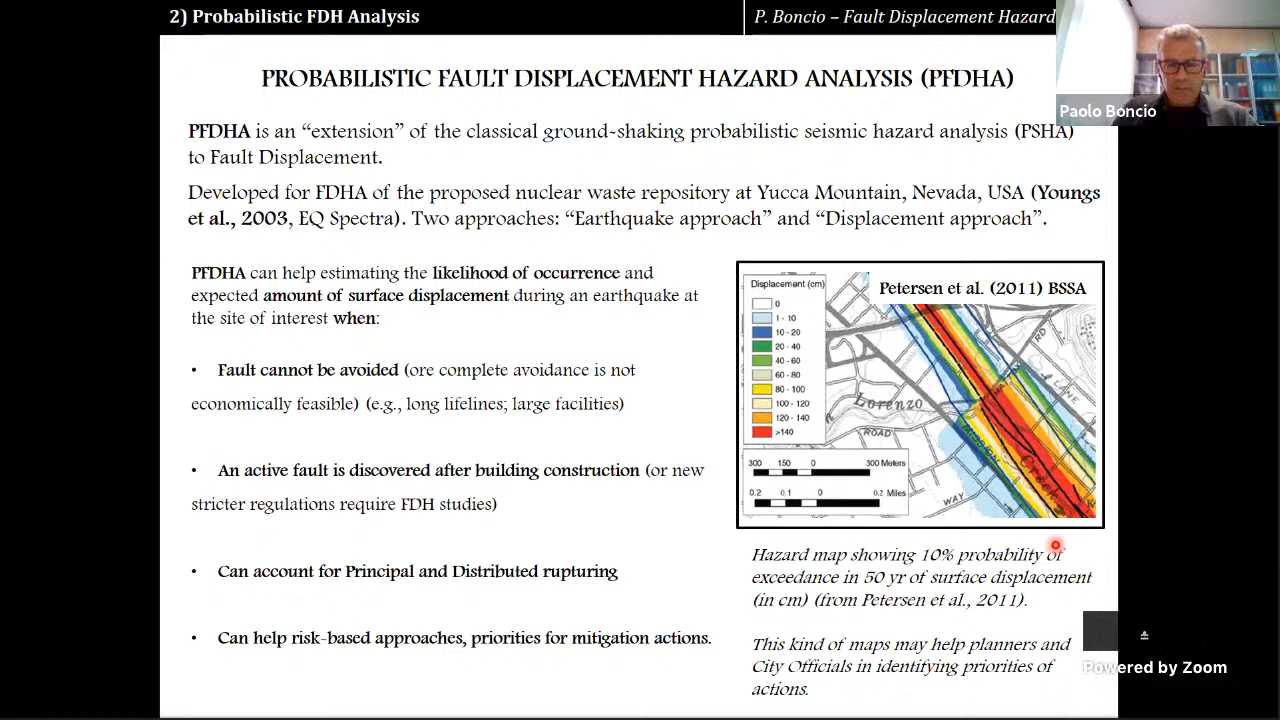 2) Probabilistic FDH Analysis
P. Boncio – Fault Displacement Hazard
Paolo Boncio
PROBABILISTIC FAULT DISPLACEMENT HAZARD ANALYSIS (PFDHA)
PFDHA is an “extension” of the classical ground-shaking probabilistic seismic hazard analysis (PSHA)
to Fault Displacement.
Developed for FDHA of the proposed nuclear waste repository at Yucca Mountain, Nevada, USA (Youngs
et al., 2003, EQ Spectra). Two approaches: “Earthquake approach” and “Displacement approach”.
PFDHA can help estimating the likelihood of occurrence and
expected amount of surface displacement during an earthquake at
the site of interest when:
• Fault cannot be avoided (ore complete avoidance is not
economically feasible) (e.g., long lifelines; large facilities)
• An active fault is discovered after building construction (or new
stricter regulations require FDH studies)
• Can account for Principal and Distributed rupturing
• Can help risk-based approaches, priorities for mitigation actions.
Displacement (cm)
0
1 - 10
10 - 20
20 - 40
40 - 60
60 - 80
80 - 100
100 - 120
120 - 140
>140
Petersen et al. (2011) BSSA
RD
LANE
Lorenzo
ROAD
MISSION
Creek
WAY
300 150 0 300 Meters
0.2 0.1 0 0.2 Miles
Hazard map showing 10% probability of
exceedance in 50 yr of surface displacement
(in cm) (from Petersen et al., 2011).
This kind of maps may help planners and
City Officials in identifying priorities of
actions.
Powered by Zoom